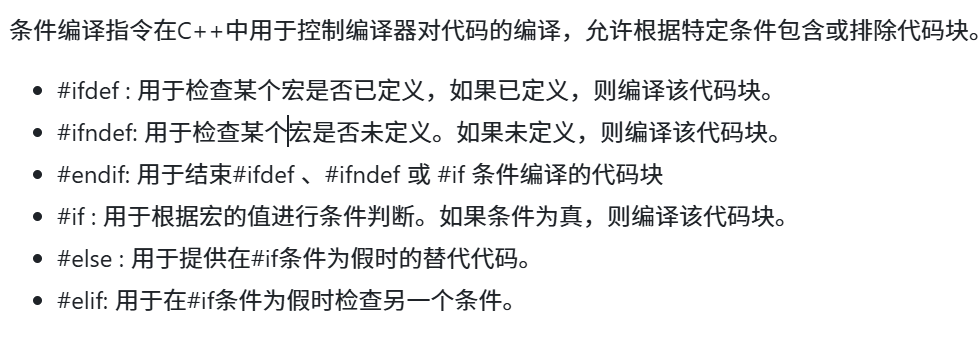 条件编译指令在C++中用于控制编译器对代码的编译，允许根据特定条件包含或排除代码块。
• #ifdef : 用于检查某个宏是否已定义，如果已定义，则编译该代码块。
• #ifndef: 用于检查某个宏是否未定义。如果未定义，则编译该代码块。
• #endif: 用于结束#ifdef 、#ifndef 或 #if 条件编译的代码块
• #if : 用于根据宏的值进行条件判断。如果条件为真，则编译该代码块。
• #else : 用于提供在#if条件为假时的替代代码。
• #elif: 用于在#if条件为假时检查另一个条件。